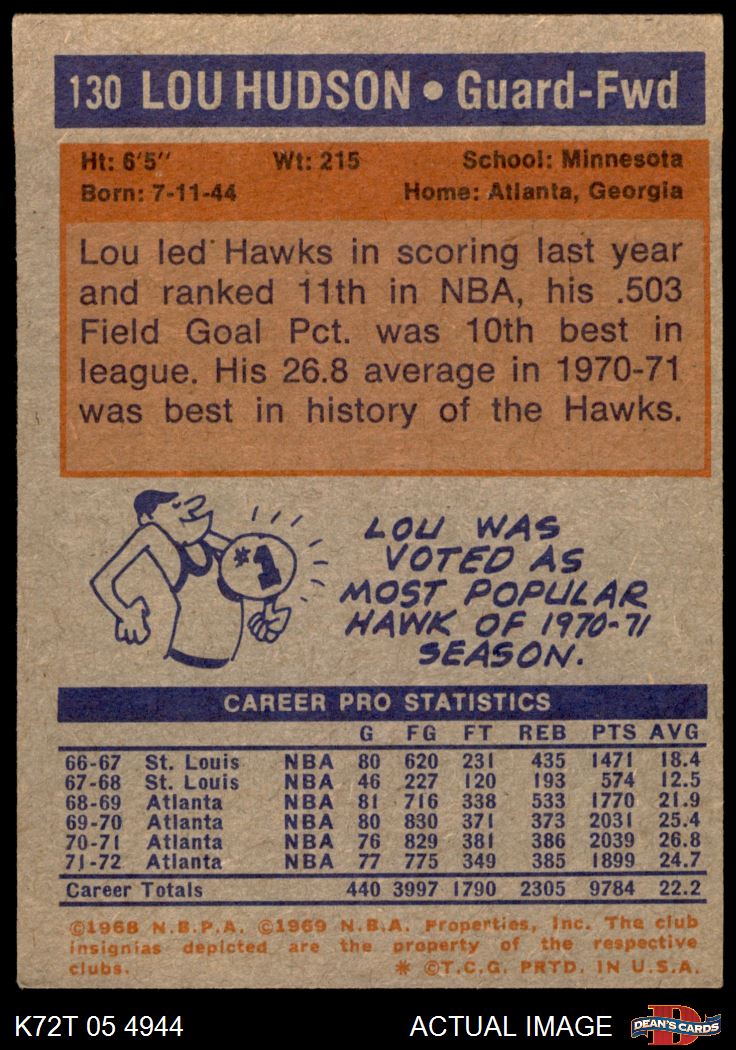 130 LOU HUDSON • Guard-Fwd
Ht: 6'5" Wt: 215 School: Minnesota
Born: 7-11-44 Home: Atlanta, Georgia
Lou led Hawks in scoring last year
and ranked 11th in NBA, his .503
Field Goal Pct. was 10th best in
league. His 26.8 average in 1970-71
was best in history of the Hawks.
#1
LOU WAS
VOTED AS
MOST POPULAR
HAWK OF 1970-71
SEASON.
CAREER PRO STATISTICS
G FG FT REB PTS AVG
66-67 St. Louis NBA 80 620 231 435 1471 18.4
67-68 St. Louis NBA 46 227 120 193 574 12.5
68-69 Atlanta NBA 81 716 338 533 1770 21.9
69-70 Atlanta NBA 80 830 371 373 2031 25.4
70-71 Atlanta NBA 76 829 381 386 2039 26.8
71-72 Atlanta NBA 77 775 349 385 1899 24.7
Career Totals 440 3997 1790 2305 9784 22.2
©1968 N.B.P.A. ©1969 N.B.A. Properties, Inc. The club
insignias depicted are the property of the respective
clubs. * ©T.C.G. PRTD. IN U.S.A.
K72T 05 4944 ACTUAL IMAGE DEAN'S CARDS